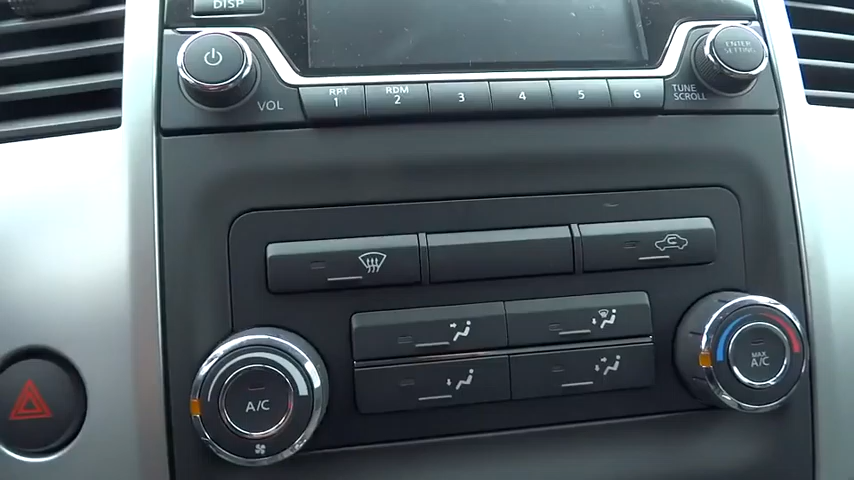 DISP
ENTER
SETTING
VOL
RPT
1
RDM
2
3
4
5
6
TUNE
SCROLL
A/C
MAX
A/C